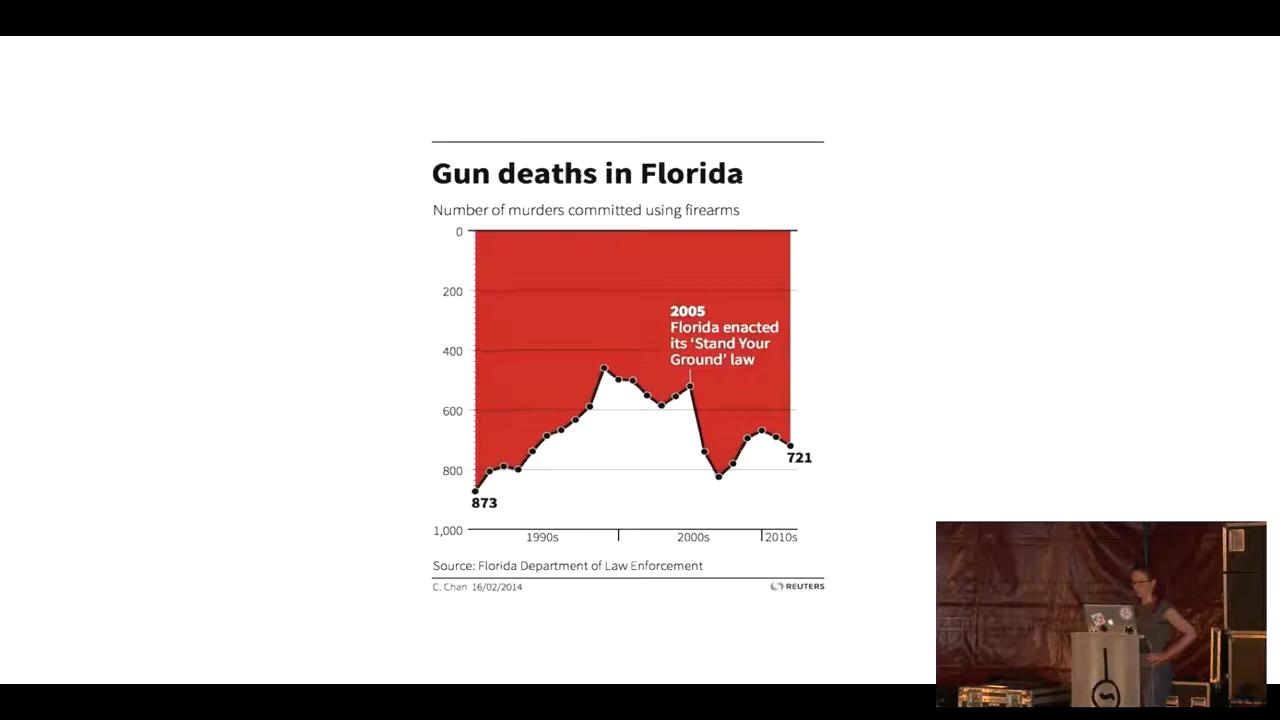 Gun deaths in Florida
Number of murders committed using firearms
0
200
400
600
800
1,000
2005
Florida enacted
its ‘Stand Your
Ground’ law
873
721
1990s
2000s
2010s
Source: Florida Department of Law Enforcement
C. Chan 16/02/2014
REUTERS